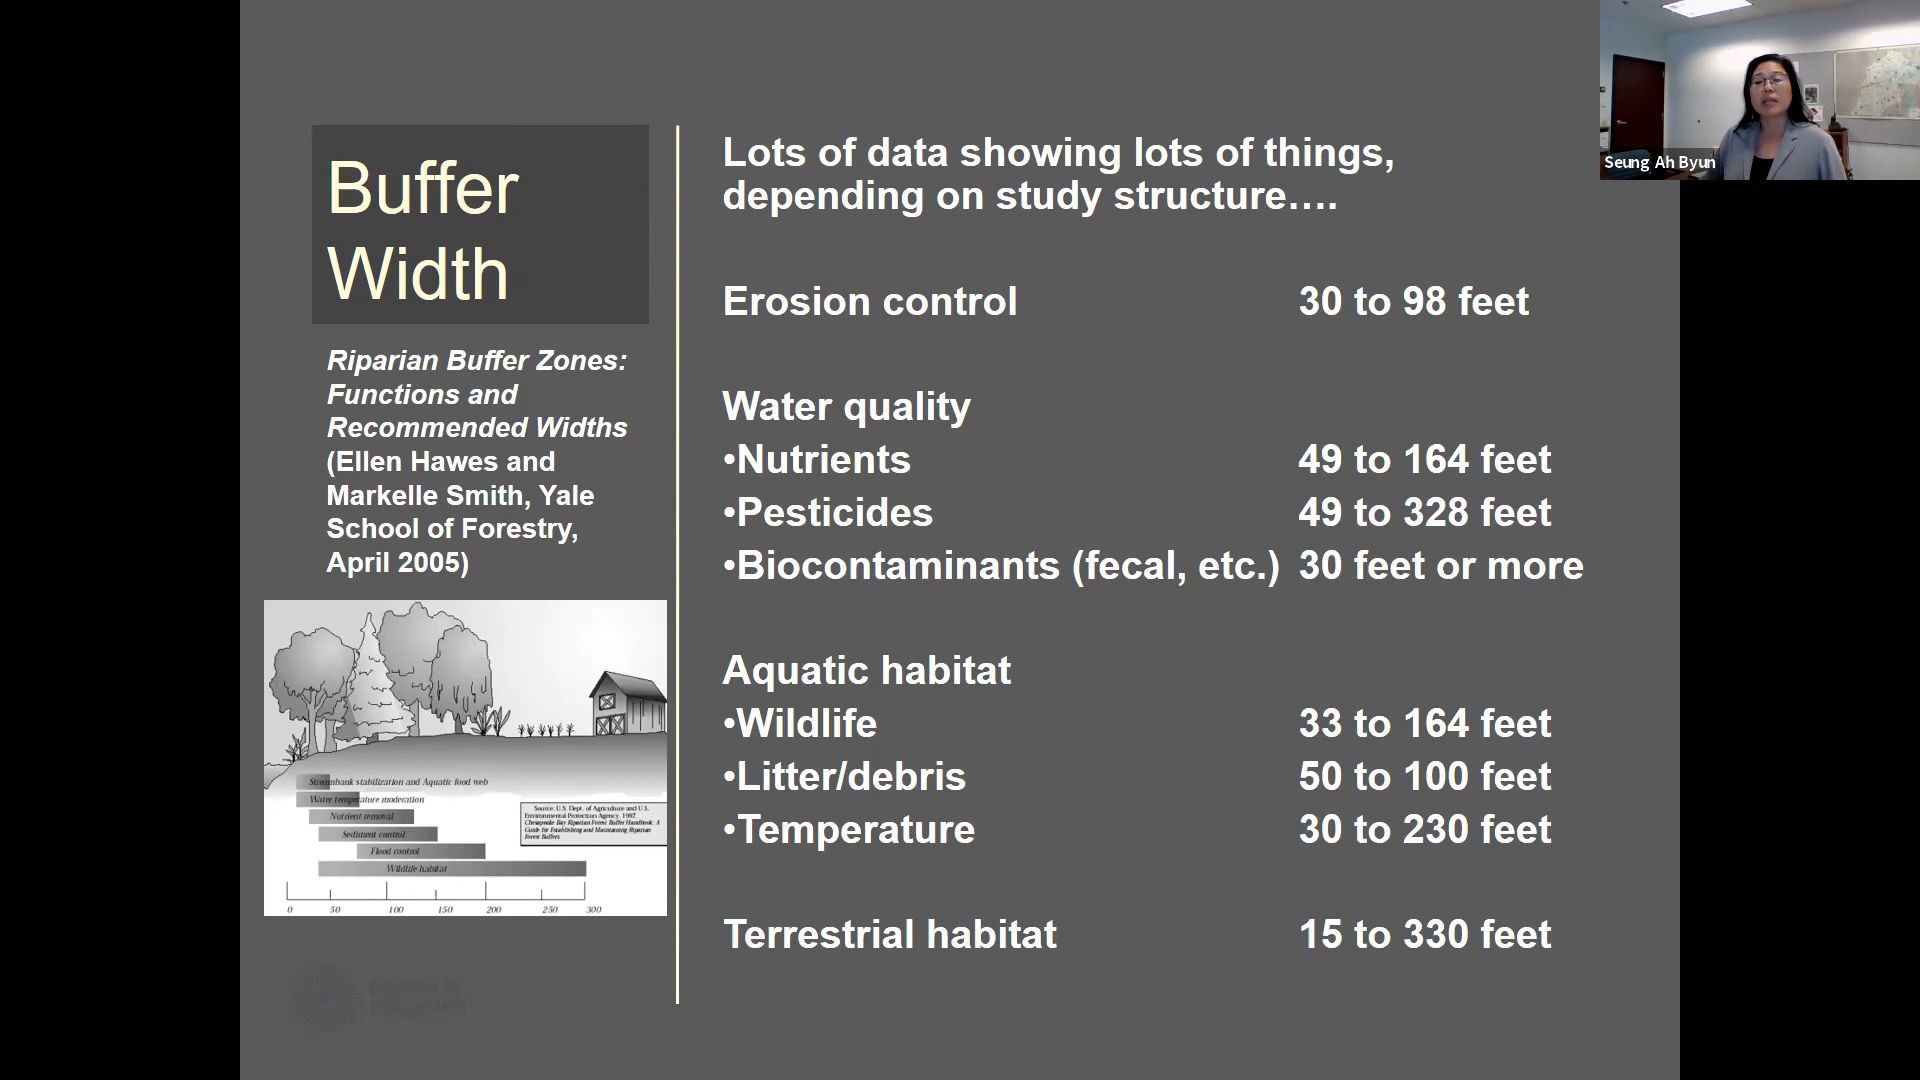 Buffer
Width
Riparian Buffer Zones:
Functions and
Recommended Widths
(Ellen Hawes and
Markelle Smith, Yale
School of Forestry,
April 2005)
Streambank stabilization and Aquatic food web
Water temperature moderation
Nutrient removal
Sediment control
Flood control
Wildlife habitat
0 50 100 150 200 250 300
Source: U.S. Dept. of Agriculture and U.S.
Environmental Protection Agency. 1997.
Chesapeake Bay Riparian Forest Buffer Handbook: A
Guide for Establishing and Maintaining Riparian
Forest Buffers
Lots of data showing lots of things,
depending on study structure….
Erosion control 30 to 98 feet
Water quality
•Nutrients 49 to 164 feet
•Pesticides 49 to 328 feet
•Biocontaminants (fecal, etc.) 30 feet or more
Aquatic habitat
•Wildlife 33 to 164 feet
•Litter/debris 50 to 100 feet
•Temperature 30 to 230 feet
Terrestrial habitat 15 to 330 feet
Seung Ah Byun